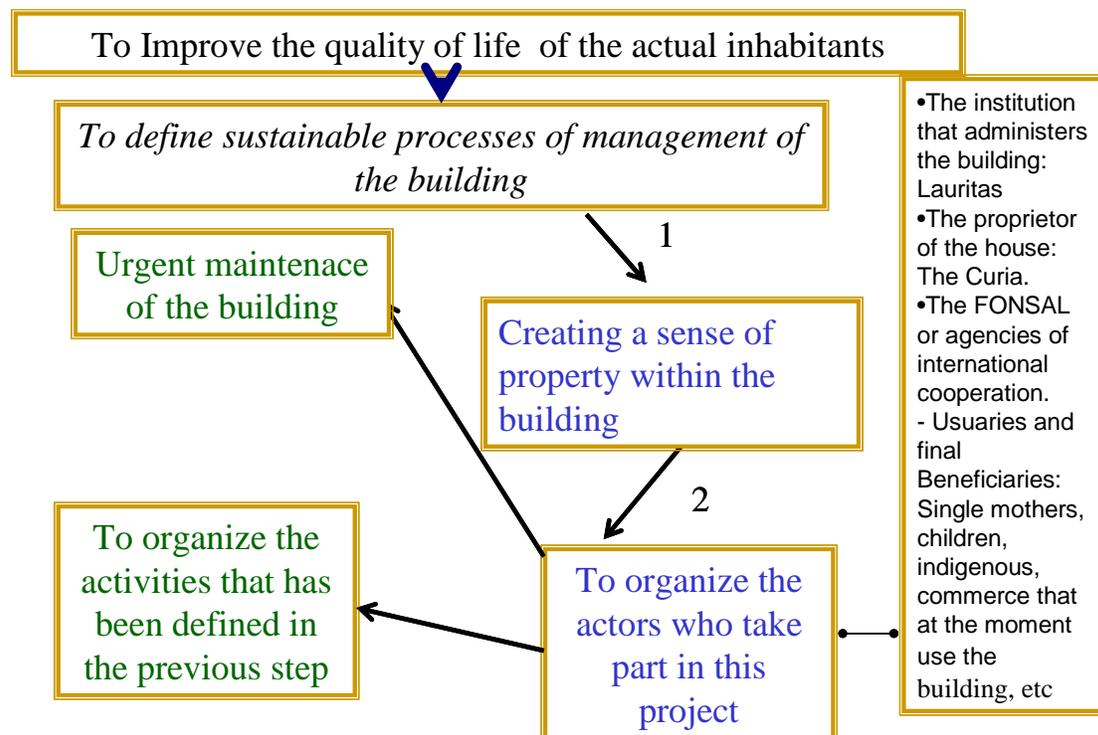 To Improve the quality of life of the actual inhabitants
To define sustainable processes of management of
the building
1
Urgent maintenace
of the building
Creating a sense of
property within the
building
2
To organize the
activities that has
been defined in
the previous step
To organize the
actors who take
part in this
project
•The institution
that administers
the building:
Lauritas
•The proprietor
of the house:
The Curia.
•The FONSAL
or agencies of
international
cooperation.
- Usuaries and
final
Beneficiaries:
Single mothers,
children,
indigenous,
commerce that
at the moment
use the
building, etc